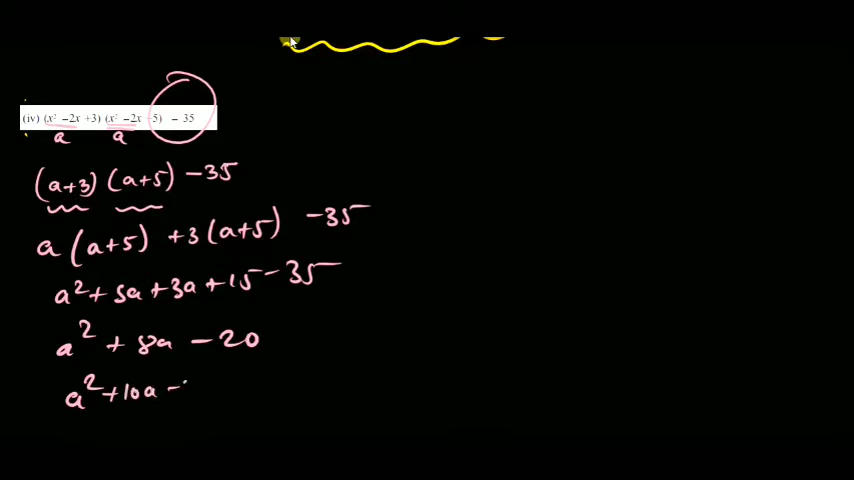 (iv) (x² −2x +3) (x² −2x +5) − 35
a a
(a+3) (a+5) −35
a (a+5) +3 (a+5) −35
a² + 5a + 3a + 15 − 35
a² + 8a − 20
a² + 10a −